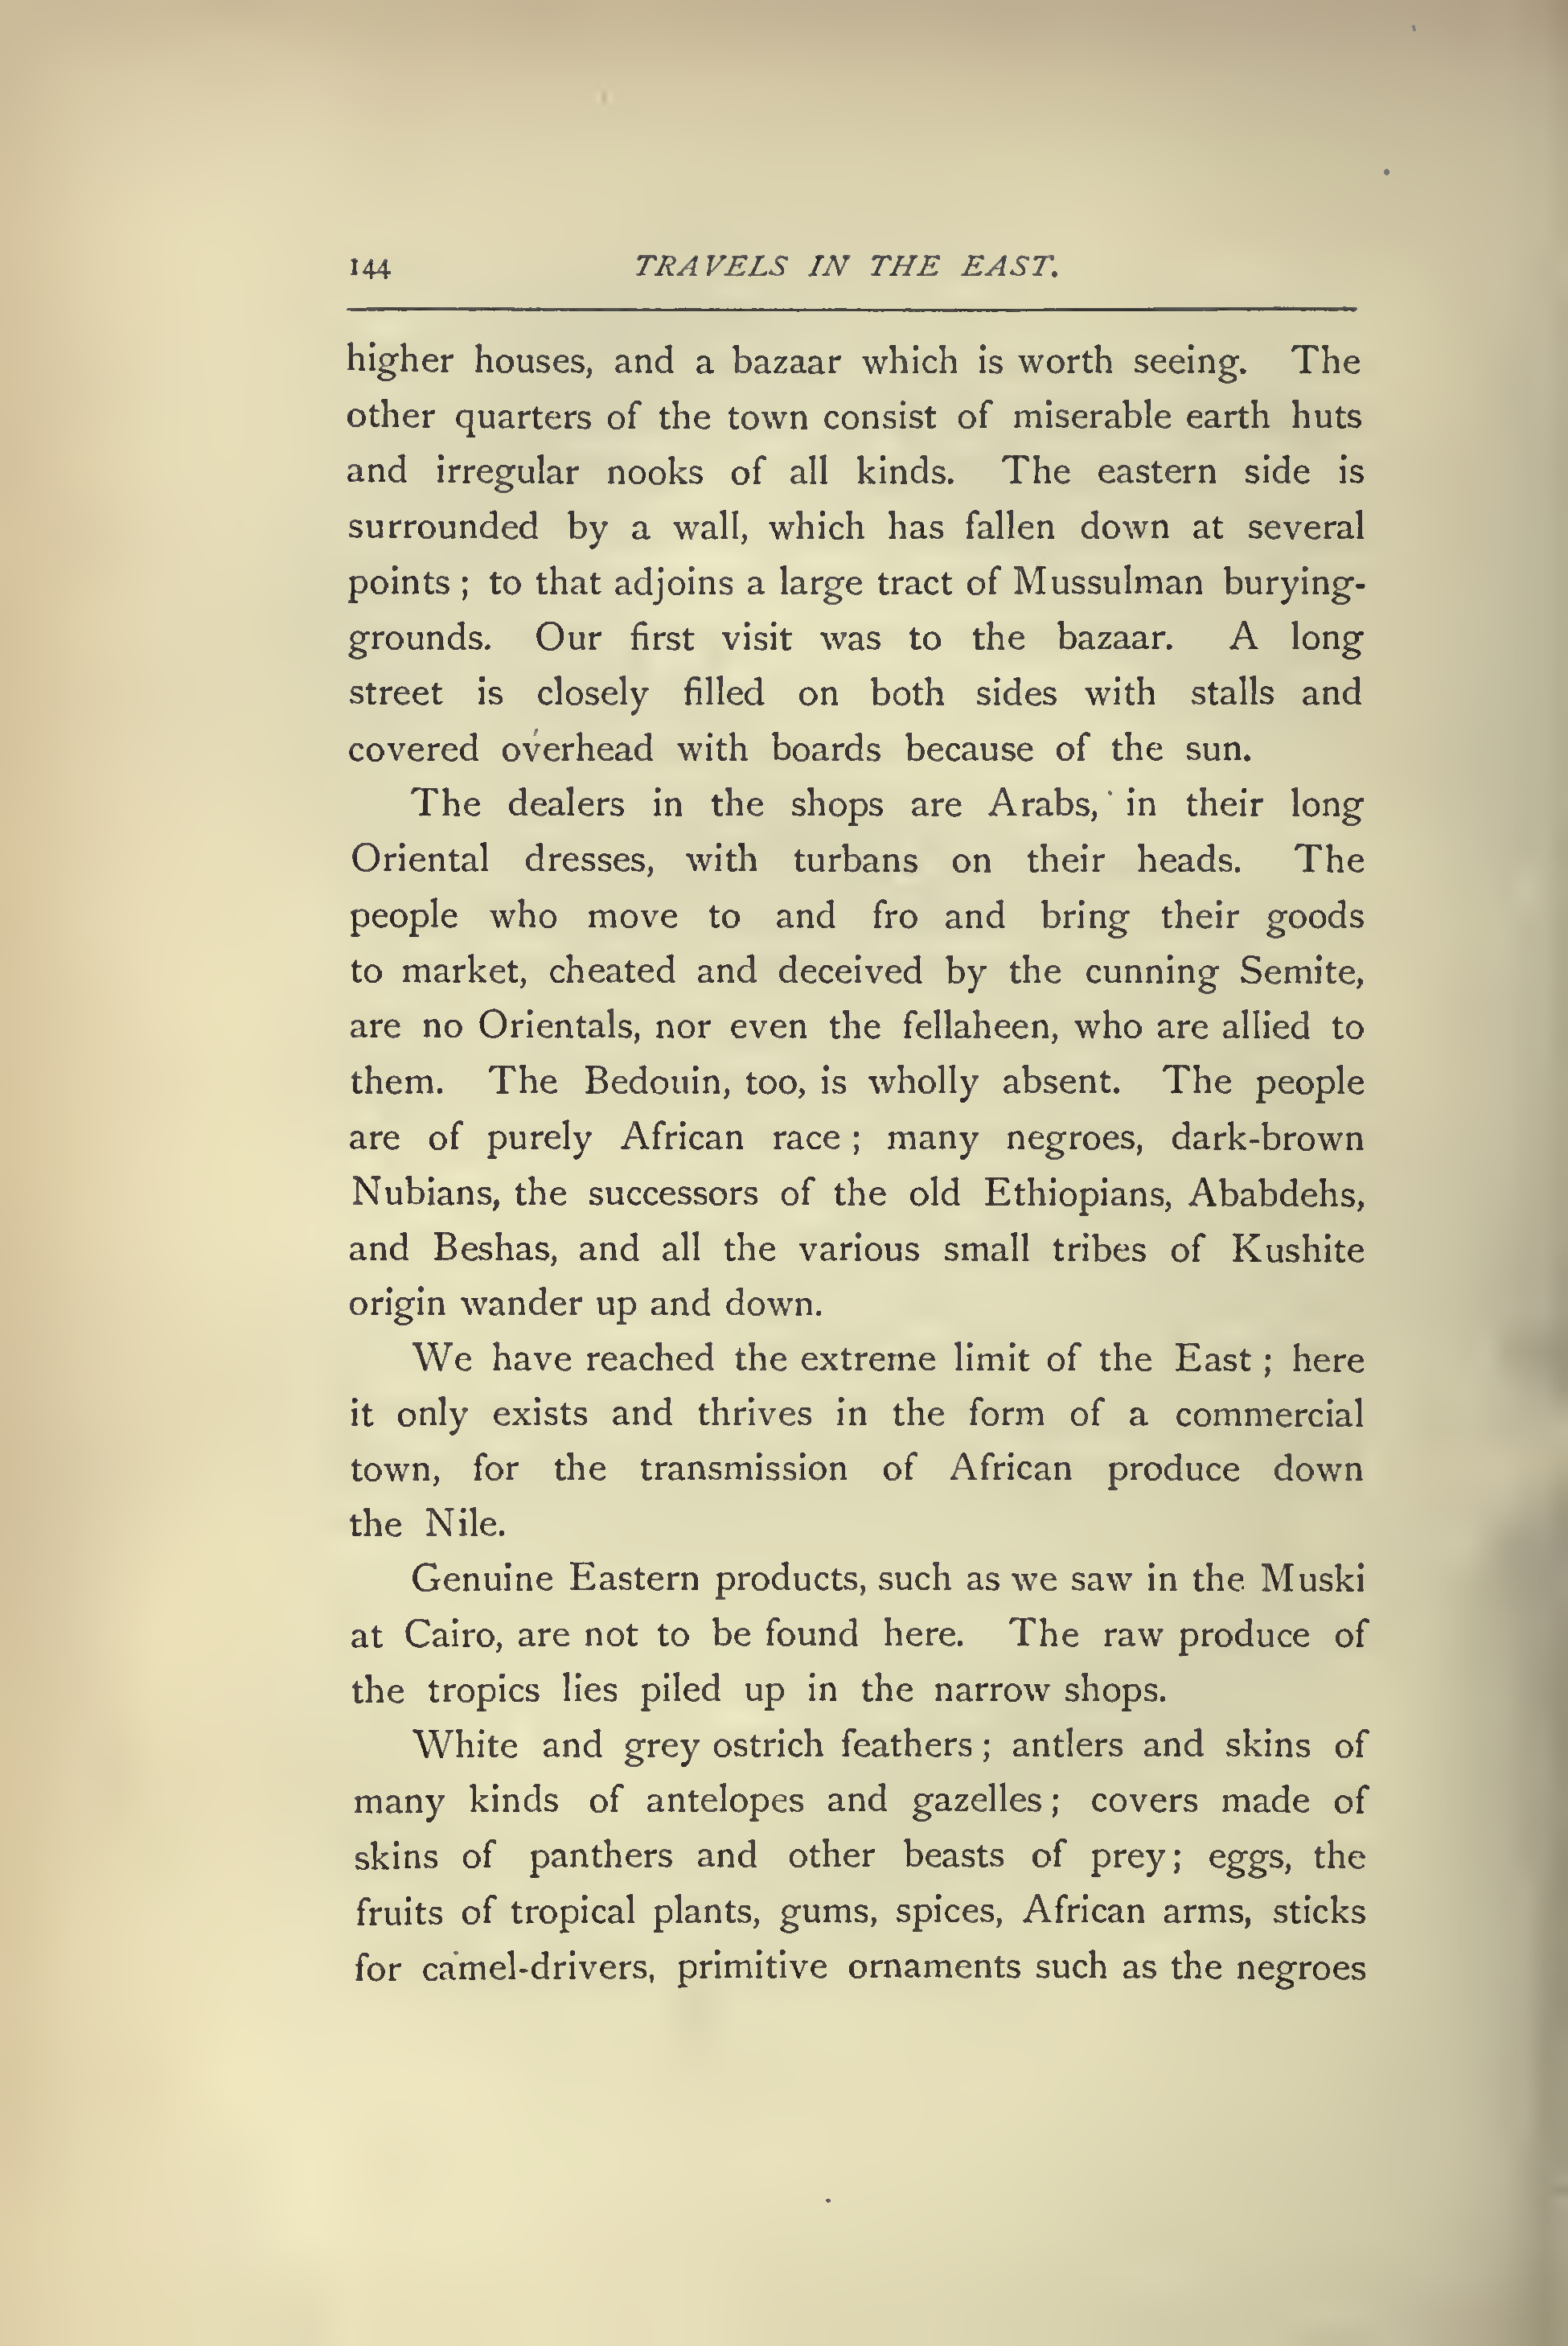 144 TRAVELS IN THE EAST.
higher houses, and a bazaar which is worth seeing. The
other quarters of the town consist of miserable earth huts
and irregular nooks of all kinds. The eastern side is
surrounded by a wall, which has fallen down at several
points ; to that adjoins a large tract of Mussulman burying-
grounds. Our first visit was to the bazaar. A long
street is closely filled on both sides with stalls and
covered overhead with boards because of the sun.
The dealers in the shops are Arabs, in their long
Oriental dresses, with turbans on their heads. The
people who move to and fro and bring their goods
to market, cheated and deceived by the cunning Semite,
are no Orientals, nor even the fellaheen, who are allied to
them. The Bedouin, too, is wholly absent. The people
are of purely African race ; many negroes, dark-brown
Nubians, the successors of the old Ethiopians, Ababdehs,
and Beshas, and all the various small tribes of Kushite
origin wander up and down.
We have reached the extreme limit of the East ; here
it only exists and thrives in the form of a commercial
town, for the transmission of African produce down
the Nile.
Genuine Eastern products, such as we saw in the Muski
at Cairo, are not to be found here. The raw produce of
the tropics lies piled up in the narrow shops.
White and grey ostrich feathers ; antlers and skins of
many kinds of antelopes and gazelles ; covers made of
skins of panthers and other beasts of prey ; eggs, the
fruits of tropical plants, gums, spices, African arms, sticks
for camel-drivers, primitive ornaments such as the negroes